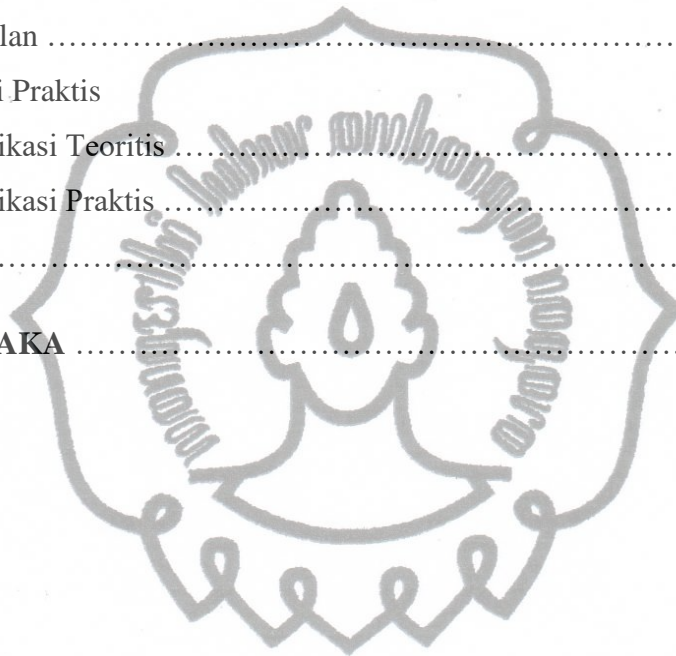 lan ........................................................................
i Praktis
ikasi Teoritis ........................................................
ikasi Praktis ..........................................................
................................................................................
AKA .....................................................................